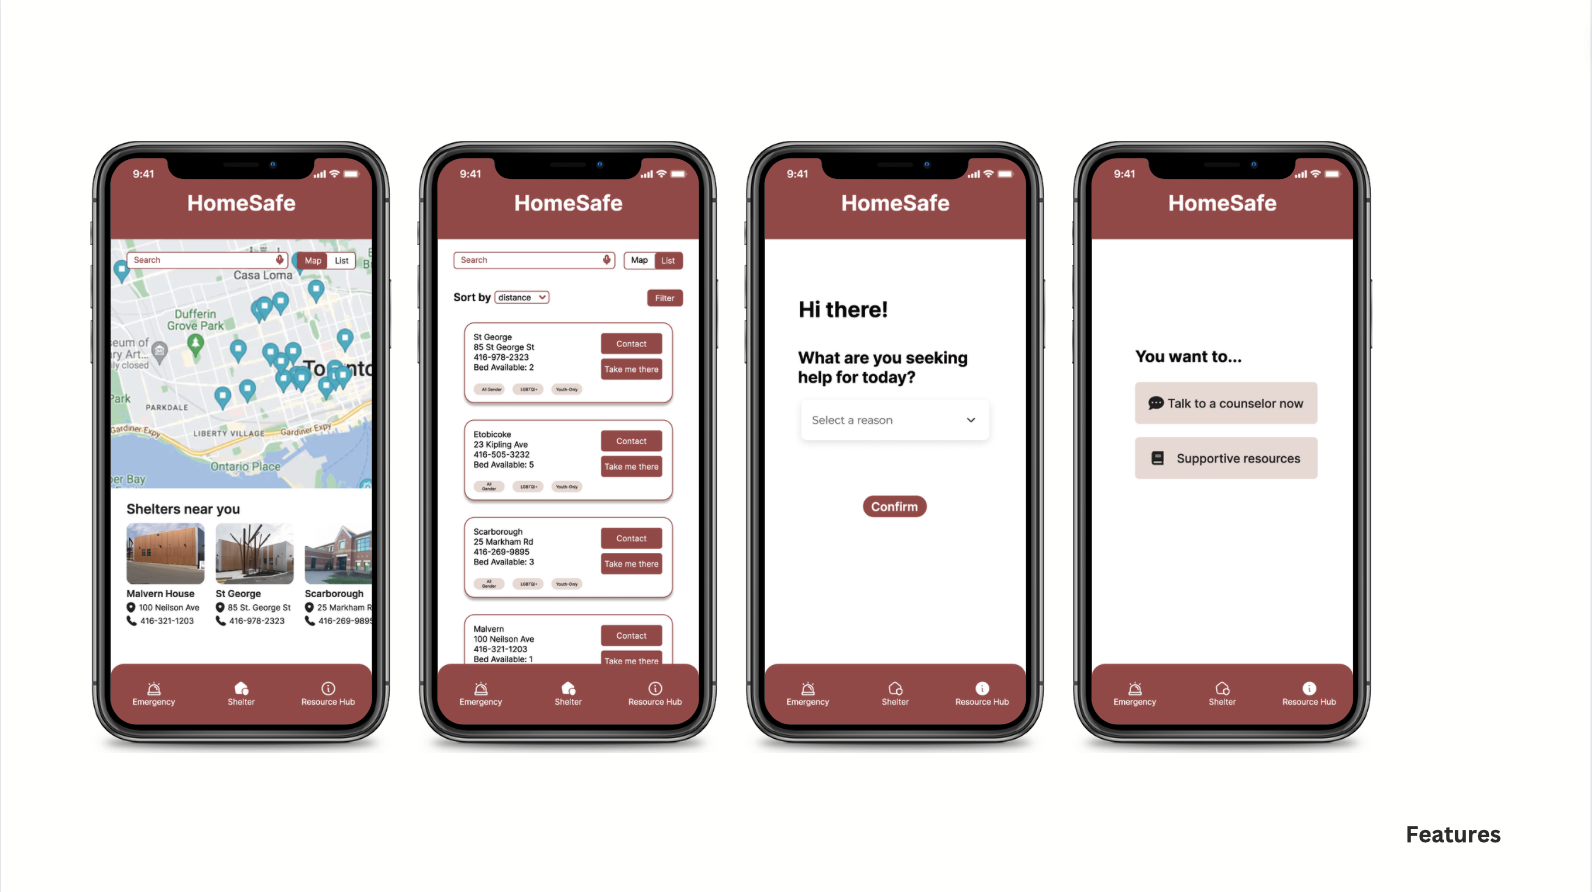 9:41
HomeSafe
Search
Map
List
Casa Loma
Dufferin
Grove Park
eum of
ry Art...
ly closed
Toronto
Park
PARKDALE
Gardiner Expy
LIBERTY VILLAGE
Gardiner Expy
Ontario Place
per Bay
Park
Shelters near you
Malvern House
100 Neilson Ave
416-321-1203
St George
85 St. George St
416-978-2323
Scarborough
25 Markham R
416-269-9895
Emergency
Shelter
Resource Hub
9:41
HomeSafe
Search
Map
List
Sort by
distance
Filter
St George
85 St George St
416-978-2323
Bed Available: 2
Contact
Take me there
All Gender
LGBTQI+
Youth-Only
Etobicoke
23 Kipling Ave
416-505-3232
Bed Available: 5
Contact
Take me there
All
Gender
LGBTQI+
Youth-Only
Scarborough
25 Markham Rd
416-269-9895
Bed Available: 3
Contact
Take me there
All
Gender
LGBTQI+
Youth-Only
Malvern
100 Neilson Ave
416-321-1203
Bed Available: 1
Contact
Take me there
Emergency
Shelter
Resource Hub
9:41
HomeSafe
Hi there!
What are you seeking
help for today?
Select a reason
Confirm
Emergency
Shelter
Resource Hub
9:41
HomeSafe
You want to...
Talk to a counselor now
Supportive resources
Emergency
Shelter
Resource Hub
Features